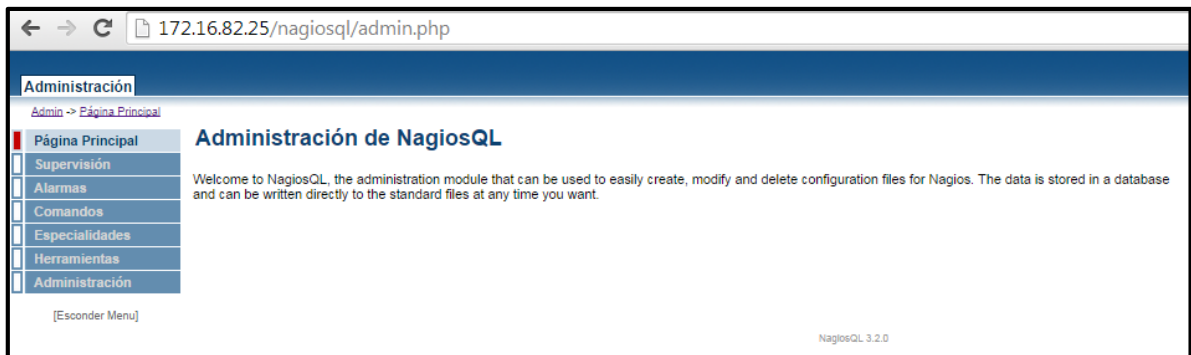 172.16.82.25/nagiosql/admin.php
Administración
Admin -> Página Principal
Página Principal
Supervisión
Alarmas
Comandos
Especialidades
Herramientas
Administración
[Esconder Menu]
Administración de NagiosQL
Welcome to NagiosQL, the administration module that can be used to easily create, modify and delete configuration files for Nagios. The data is stored in a database
and can be written directly to the standard files at any time you want.
NagiosQL 3.2.0